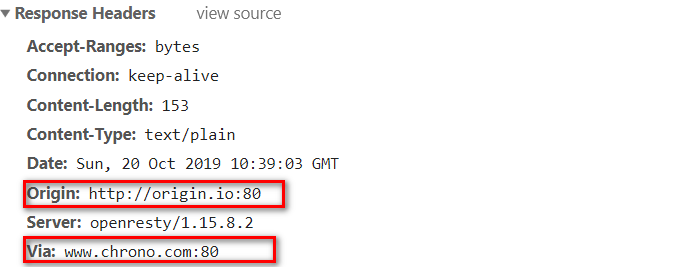 Response Headers view source
Accept-Ranges: bytes
Connection: keep-alive
Content-Length: 153
Content-Type: text/plain
Date: Sun, 20 Oct 2019 10:39:03 GMT
Origin: http://origin.io:80
Server: openresty/1.15.8.2
Via: www.chrono.com:80